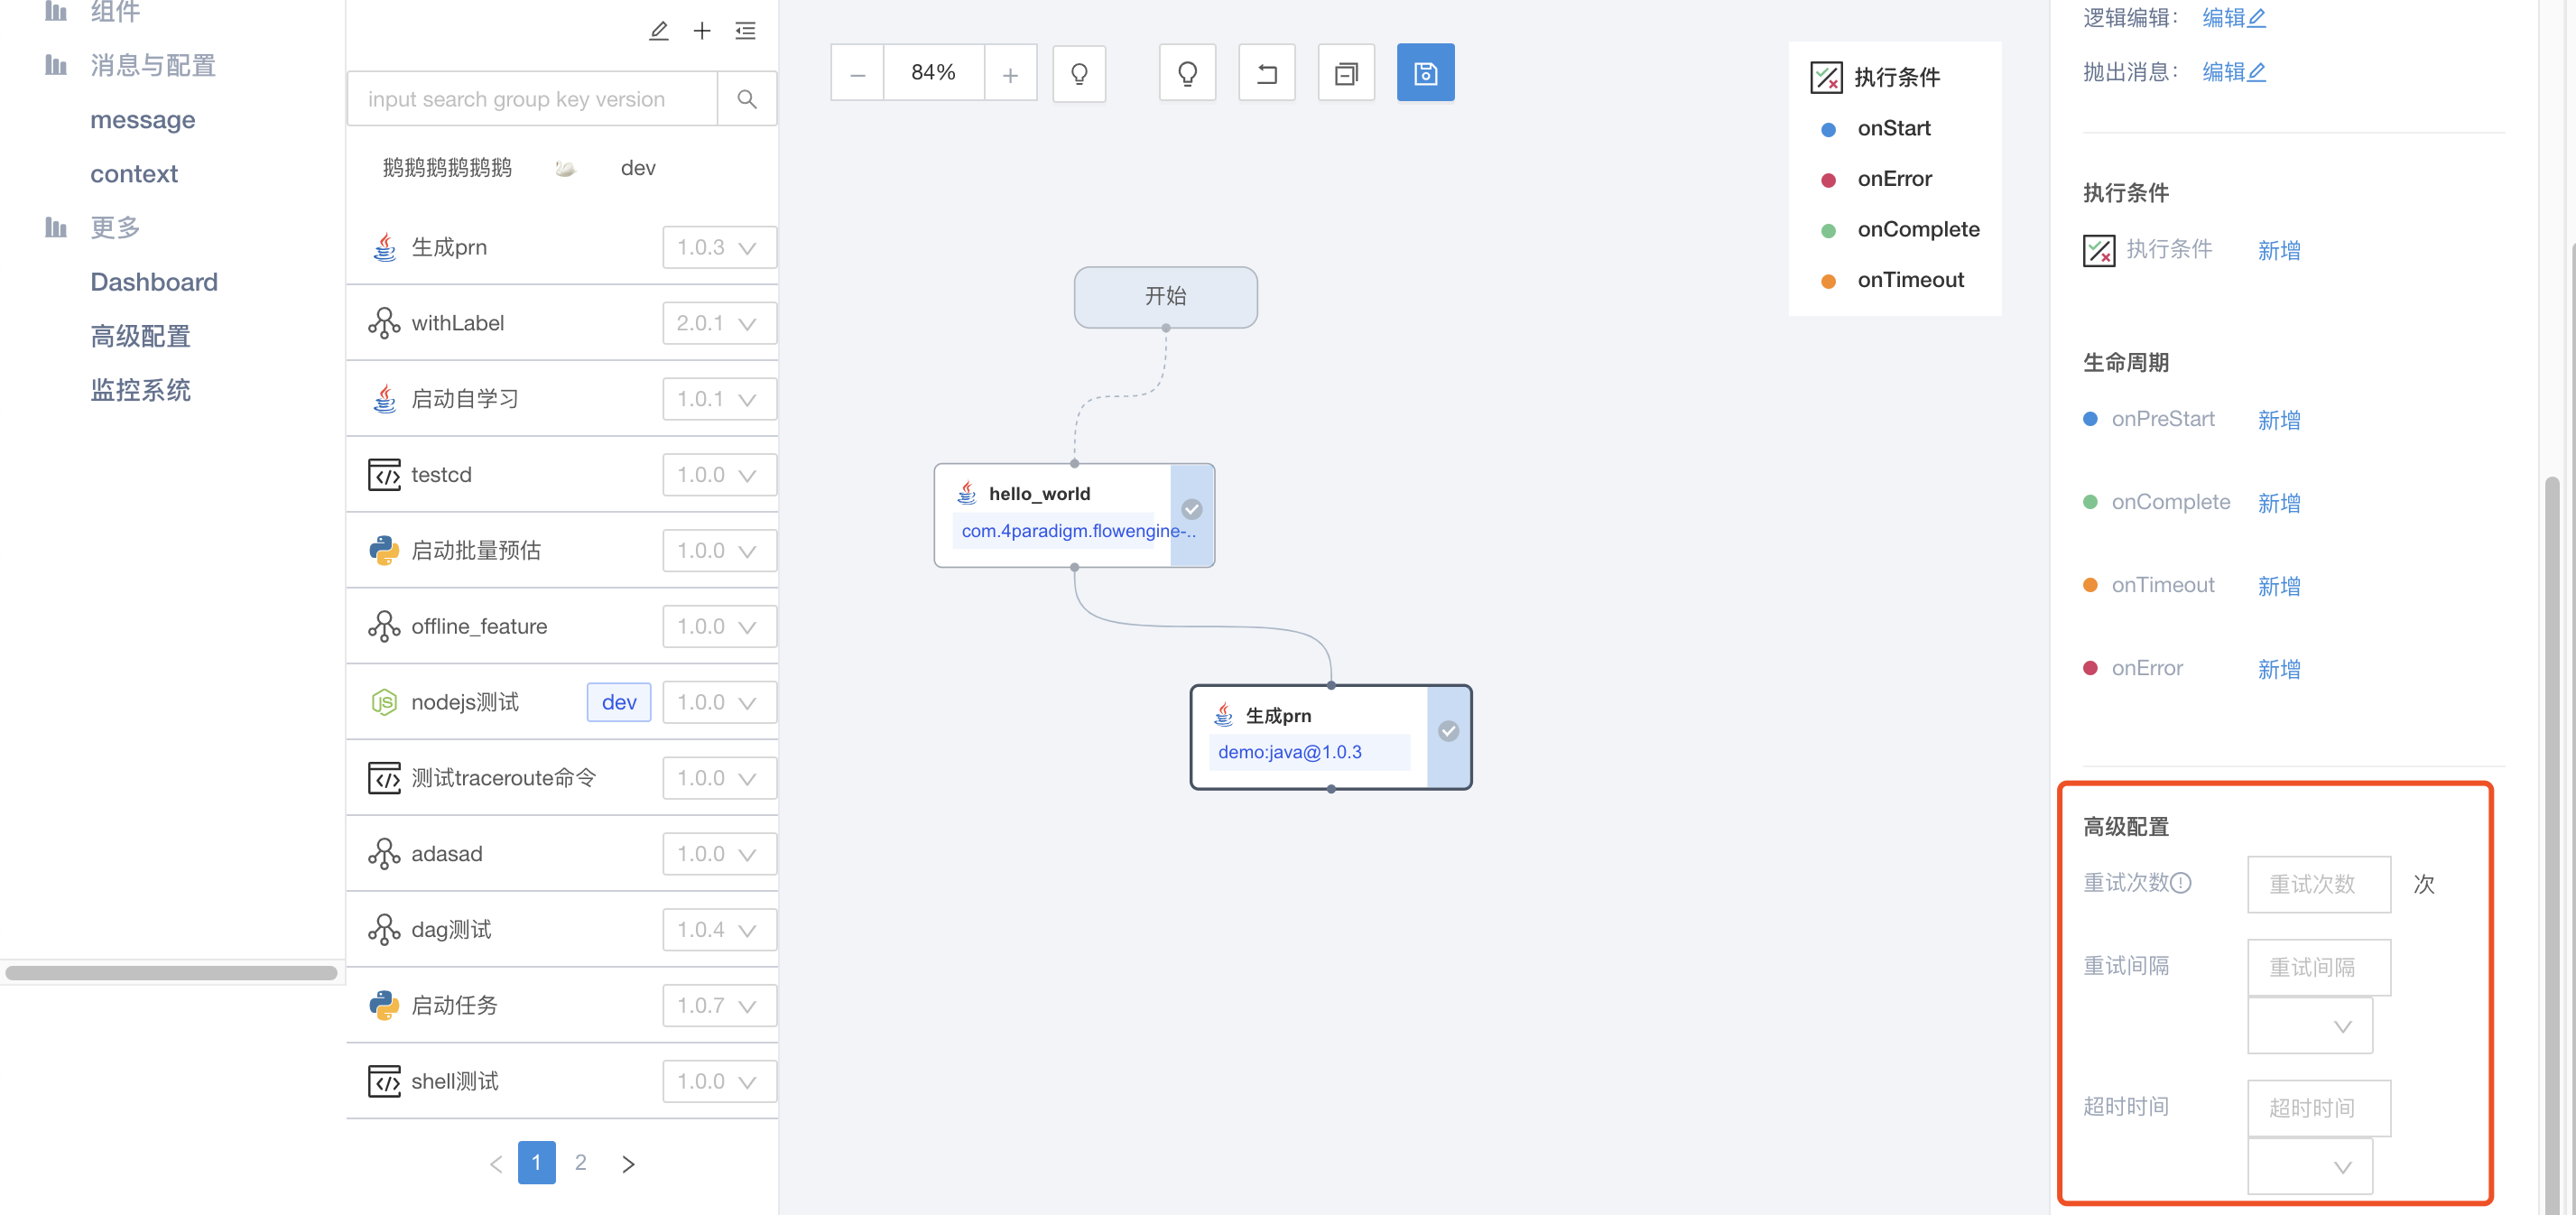 组件
消息与配置
message
context
更多
Dashboard
高级配置
监控系统
input search group key version
鹅鹅鹅鹅鹅鹅 🦢 dev
生成prn 1.0.3
withLabel 2.0.1
启动自学习 1.0.1
testcd 1.0.0
启动批量预估 1.0.0
offline_feature 1.0.0
nodejs测试 dev 1.0.0
测试traceroute命令 1.0.0
adasad 1.0.0
dag测试 1.0.4
启动任务 1.0.7
shell测试 1.0.0
< 1 2 >
− 84% +
开始
hello_world
com.4paradigm.flowengine-..
生成prn
demo:java@1.0.3
执行条件
onStart
onError
onComplete
onTimeout
逻辑编辑： 编辑
抛出消息： 编辑
执行条件
执行条件 新增
生命周期
onPreStart 新增
onComplete 新增
onTimeout 新增
onError 新增
高级配置
重试次数 重试次数 次
重试间隔 重试间隔
超时时间 超时时间